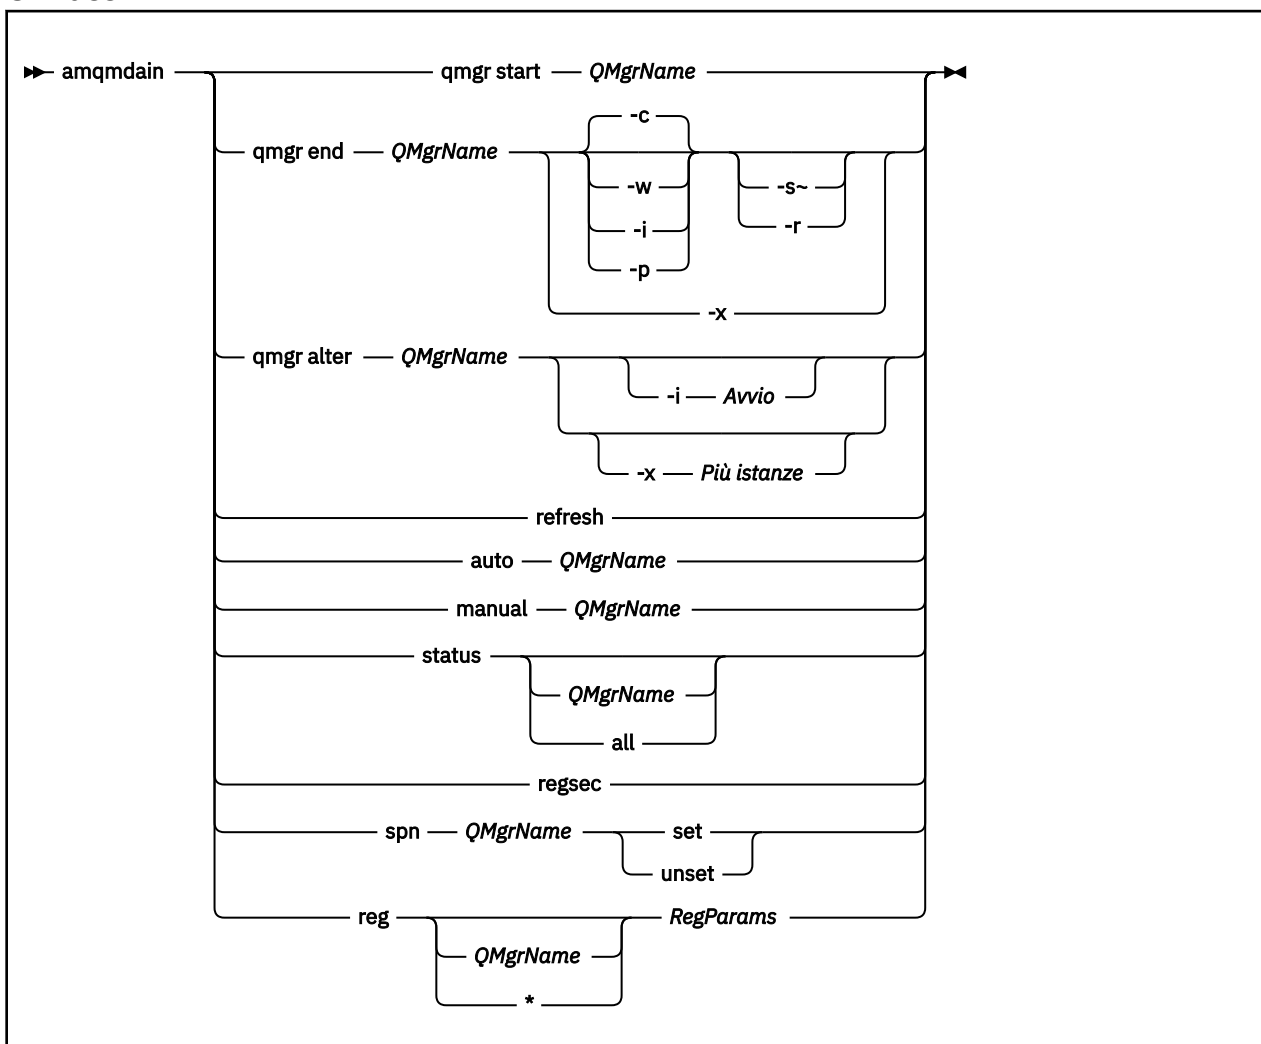 amqmdain qmgr start QMgrName
-c
qmgr end QMgrName
-w -s~
-i -r
-p
-x
qmgr alter QMgrName
-i Avvio
-x Più istanze
refresh
auto QMgrName
manual QMgrName
status
QMgrName
all
regsec
spn QMgrName set
unset
reg RegParams
QMgrName
*